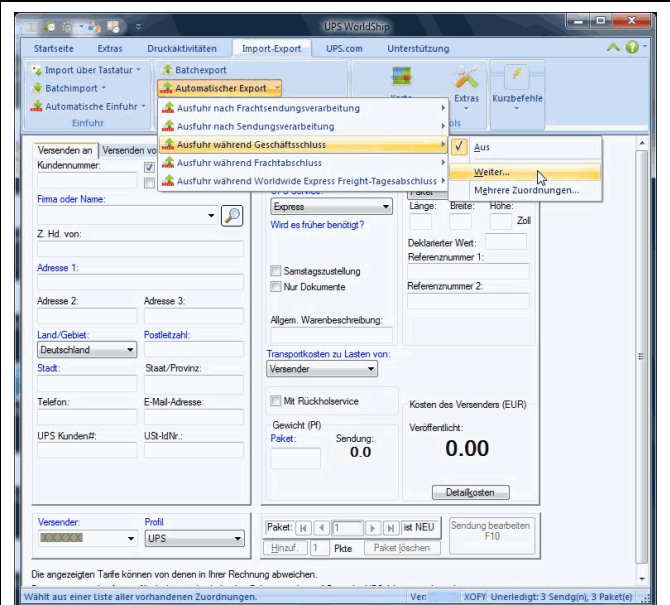 UPS WorldShip
Startseite Extras Druckaktivitäten Import-Export UPS.com Unterstützung
Import über Tastatur
Batchimport
Automatische Einfuhr
Einfuhr
Batchexport
Automatischer Export
Extras
Kurzbefehle
Ausfuhr nach Frachtsendungsverarbeitung
Ausfuhr nach Sendungsverarbeitung
Ausfuhr während Geschäftsschluss
Ausfuhr während Frachtabschluss
Ausfuhr während Worldwide Express Freight-Tagesabschluss
Aus
Weiter...
Mehrere Zuordnungen...
Versenden an Versenden vo
Kundennummer:
Firma oder Name:
Z. Hd. von:
Adresse 1:
Adresse 2: Adresse 3:
Land/Gebiet: Postleitzahl:
Deutschland
Stadt: Staat/Provinz:
Telefon: E-Mail-Adresse:
UPS Kunden#: USt-IdNr.:
Versender: Profil
XXXXXX UPS
Express
Wird es früher benötigt?
Samstagszustellung
Nur Dokumente
Allgem. Warenbeschreibung:
Transportkosten zu Lasten von:
Versender
Mit Rückholservice
Gewicht (Pf)
Paket: Sendung:
0.0
Länge: Breite: Höhe:
Zoll
Deklarierter Wert:
Referenznummer 1:
Referenznummer 2:
Kosten des Versenders (EUR)
Veröffentlicht:
0.00
Detailkosten
Paket: 1 ist NEU
Hinzuf. 1 Pkte Paket löschen
Sendung bearbeiten
F10
Die angezeigten Tarife können von denen in Ihrer Rechnung abweichen.
Wählt aus einer Liste aller vorhandenen Zuordnungen. Ver: XOFY Unerledigt: 3 Sendg(n), 3 Paket(e)